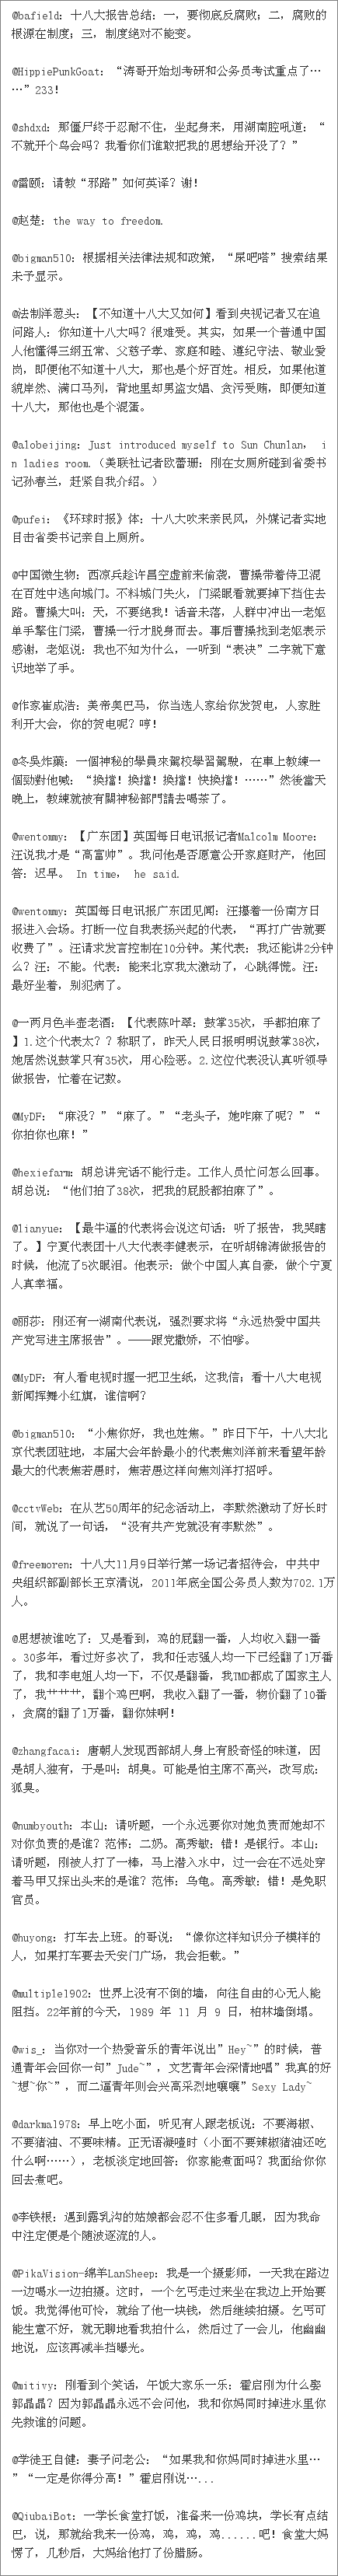 @bafield：十八大报告总结：一，要彻底反腐败；二，腐败的
根源在制度；三，制度绝对不能变。
@HippiePunkGoat：“涛哥开始划考研和公务员考试重点了…
…”233！
@shdxd：那僵尸终于忍耐不住，坐起身来，用湖南腔吼道：“
不就开个鸟会吗？我看你们谁敢把我的思想给开没了？”
@雷颐：请教“邪路”如何英译？谢！
@赵楚：the way to freedom.
@bigman510：根据相关法律法规和政策，“屎吧嗒”搜索结果
未予显示。
@法制洋葱头：【不知道十八大又如何】看到央视记者又在追
问路人：你知道十八大吗？很难受。其实，如果一个普通中国
人他懂得三纲五常、父慈子孝、家庭和睦、遵纪守法、敬业爱
岗，即便他不知道十八大，那也是个好百姓。相反，如果他道
貌岸然、满口马列，背地里却男盗女娼、贪污受贿，即便知道
十八大，那他也是个混蛋。
@alobeijing：Just introduced myself to Sun Chunlan， i
n ladies room.（美联社记者欧蕾珊：刚在女厕所碰到省委书
记孙春兰，赶紧自我介绍。）
@pufei：《环球时报》体：十八大吹来亲民风，外媒记者实地
目击省委书记亲自上厕所。
@中国微生物：西凉兵趁许昌空虚前来偷袭，曹操带着侍卫混
在百姓中逃向城门。不料城门失火，门梁眼看就要掉下挡住去
路。曹操大叫：天，不要绝我！话音未落，人群中冲出一老妪
单手擎住门梁，曹操一行才脱身而去。事后曹操找到老妪表示
感谢，老妪说：我也不知为什么，一听到“表决”二字就下意
识地举了手。
@作家崔成浩：美帝奥巴马，你当选人家给你发贺电，人家胜
利开大会，你的贺电呢？哼！
@冬吳炸藥：一個神秘的學員來駕校學習駕駛，在車上教練一
個勁對他喊：“換擋！換擋！換擋！快換擋！……”然後當天
晚上，教練就被有關神秘部門請去喝茶了。
@wentommy：【广东团】英国每日电讯报记者Malcolm Moore：
汪说我才是“高富帅”。我问他是否愿意公开家庭财产，他回
答：迟早。 In time， he said.
@wentommy：英国每日电讯报广东团见闻：汪攥着一份南方日
报进入会场。打断一位自我表扬兴起的代表，“再打广告就要
收费了”。汪请求发言控制在10分钟。某代表：我还能讲2分钟
么？汪：不能。代表：能来北京我太激动了，心跳得慌。汪：
最好坐着，别犯病了。
@一两月色半壶老酒：【代表陈叶翠：鼓掌35次，手都拍麻了
】1.这个代表太？？称职了，昨天人民日报明明说鼓掌38次，
她居然说鼓掌只有35次，用心险恶。2.这位代表没认真听领导
做报告，忙着在记数。
@MyDF：“麻没？”“麻了。”“老头子，她咋麻了呢？”“
你拍你也麻！”
@hexiefarm：胡总讲完话不能行走。工作人员忙问怎么回事。
胡总说：“他们拍了38次，把我的屁股都拍麻了”。
@lianyue：【最牛逼的代表将会说这句话：听了报告，我哭瞎
了。】宁夏代表团十八大代表李健表示，在听胡锦涛做报告的
时候，他流了5次眼泪。他表示：做个中国人真自豪，做个宁夏
人真幸福。
@丽莎：刚还有一湖南代表说，强烈要求将“永远热爱中国共
产党写进主席报告”。——跟党撒娇，不怕嗲。
@MyDF：有人看电视时握一把卫生纸，这我信；看十八大电视
新闻挥舞小红旗，谁信啊？
@bigman510：“小焦你好，我也姓焦。”昨日下午，十八大北
京代表团驻地，本届大会年龄最小的代表焦刘洋前来看望年龄
最大的代表焦若愚时，焦若愚这样向焦刘洋打招呼。
@cctvWeb：在从艺50周年的纪念活动上，李默然激动了好长时
间，就说了一句话，“没有共产党就没有李默然”。
@freemoren：十八大11月9日举行第一场记者招待会，中共中
央组织部副部长王京清说，2011年底全国公务员人数为702.1万
人。
@思想被谁吃了：又是看到，鸡的屁翻一番，人均收入翻一番
。30多年，看过好多次了，我和任志强人均一下已经翻了1万番
了，我和李电姐人均一下，不仅是翻番，我TMD都成了国家主人
了，我艹艹艹，翻个鸡巴啊，我收入翻了一番，物价翻了10番
，贪腐的翻了1万番，翻你妹啊！
@zhangfacai：唐朝人发现西部胡人身上有股奇怪的味道，因
是胡人独有，于是叫：胡臭。可能是怕主席不高兴，改写成：
狐臭。
@numbyouth：本山：请听题，一个永远要你对她负责而她却不
对你负责的是谁？范伟：二奶。高秀敏：错！是银行。本山：
请听题，刚被人打了一棒，马上潜入水中，过一会在不远处穿
着马甲又探出头来的是谁？范伟：乌龟。高秀敏：错！是免职
官员。
@huyong：打车去上班。的哥说：“像你这样知识分子模样的
人，如果打车要去天安门广场，我会拒载。”
@multiple1902：世界上没有不倒的墙，向往自由的心无人能
阻挡。22年前的今天，1989 年 11 月 9 日，柏林墙倒塌。
@wis_：当你对一个热爱音乐的青年说出”Hey~”的时候，普
通青年会回你一句”Jude~”，文艺青年会深情地唱”我真的好
~想~你~”，而二逼青年则会兴高采烈地嚷嚷”Sexy Lady~
@darkma1978：早上吃小面，听见有人跟老板说：不要海椒、
不要猪油、不要味精。正无语凝噎时（小面不要辣椒猪油还吃
什么啊……），老板淡定地回答：你家能煮面吗？我面给你你
回去煮吧。
@李铁根：遇到露乳沟的姑娘都会忍不住多看几眼，因为我命
中注定便是个随波逐流的人。
@PikaVision-绵羊LanSheep：我是一个摄影师，一天我在路边
一边喝水一边拍摄。这时，一个乞丐走过来坐在我边上开始要
饭。我觉得他可怜，就给了他一块钱，然后继续拍摄。乞丐可
能生意不好，就无聊地看我拍什么，然后过了一会儿，他幽幽
地说，应该再减半挡曝光。
@mitivy：刚看到个笑话，午饭大家乐一乐：霍启刚为什么娶
郭晶晶？因为郭晶晶永远不会问他，我和你妈同时掉进水里你
先救谁的问题。
@学徒王自健：妻子问老公：“如果我和你妈同时掉进水里…
”“一定是你得分高！”霍启刚说…...
@QiubaiBot：一学长食堂打饭，准备来一份鸡块，学长有点结
巴，说，那就给我来一份鸡，鸡，鸡，鸡......吧！食堂大妈
愣了，几秒后，大妈给他打了份腊肠。